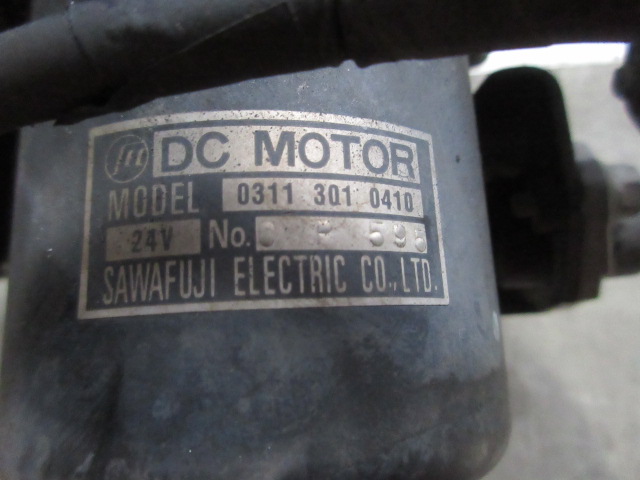 DC MOTOR
MODEL 0311 301 0410
24V No.
SAWAFUJI ELECTRIC CO., LTD.